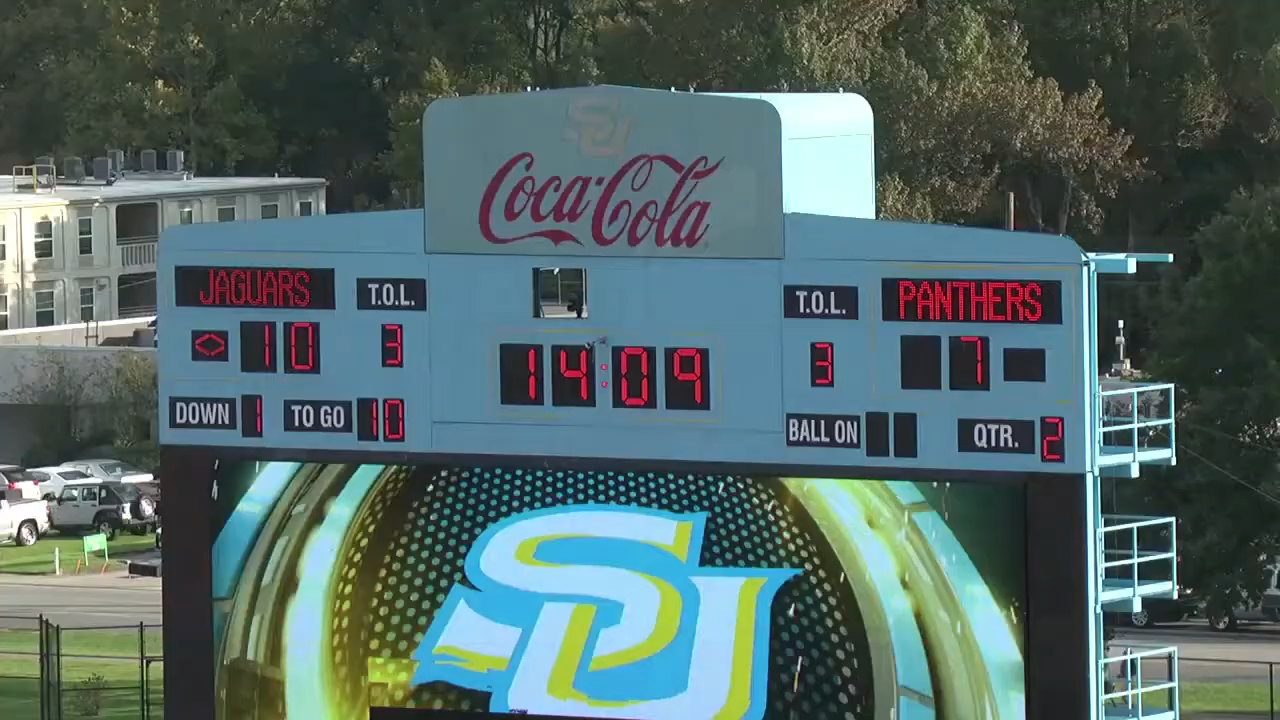 SU
Coca-Cola
JAGUARS T.O.L. T.O.L. PANTHERS
<> 10 3 14:09 3 7
DOWN 1 TO GO 10 BALL ON QTR. 2
SU